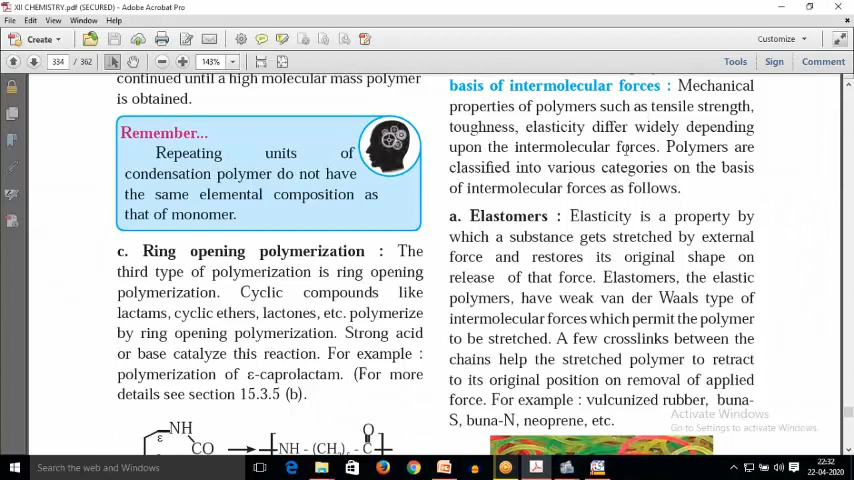 XII CHEMISTRY.pdf (SECURED) - Adobe Acrobat Pro
File Edit View Window Help
Create
Customize
334 / 362
143%
Tools Sign Comment
continued until a high molecular mass polymer
is obtained.
Remember...
Repeating units of
condensation polymer do not have
the same elemental composition as
that of monomer.
c. Ring opening polymerization : The
third type of polymerization is ring opening
polymerization. Cyclic compounds like
lactams, cyclic ethers, lactones, etc. polymerize
by ring opening polymerization. Strong acid
or base catalyze this reaction. For example :
polymerization of ε-caprolactam. (For more
details see section 15.3.5 (b).
NH
ε
CO
O
NH - (CH2)5 - C
basis of intermolecular forces : Mechanical
properties of polymers such as tensile strength,
toughness, elasticity differ widely depending
upon the intermolecular forces. Polymers are
classified into various categories on the basis
of intermolecular forces as follows.
a. Elastomers : Elasticity is a property by
which a substance gets stretched by external
force and restores its original shape on
release of that force. Elastomers, the elastic
polymers, have weak van der Waals type of
intermolecular forces which permit the polymer
to be stretched. A few crosslinks between the
chains help the stretched polymer to retract
to its original position on removal of applied
force. For example : vulcunized rubber, buna-
S, buna-N, neoprene, etc.
Activate Windows
Go to Settings to activate Windows.
Search the web and Windows
22:32
22-04-2020